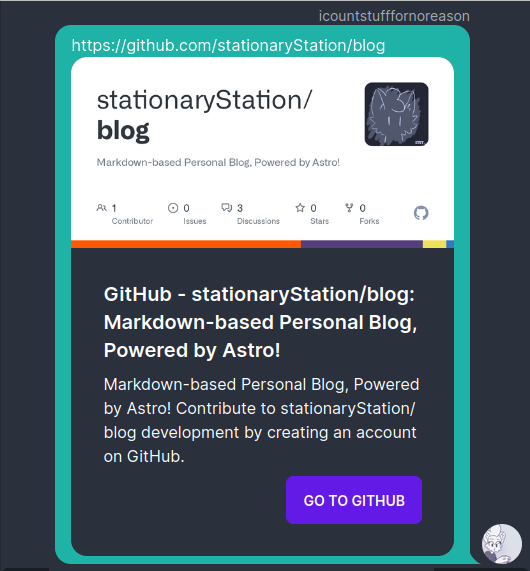 icountstufffornoreason
https://github.com/stationaryStation/blog
stationaryStation/
blog
Markdown-based Personal Blog, Powered by Astro!
1
0
3
0
0
Contributor
Issues
Discussions
Stars
Forks
GitHub - stationaryStation/blog:
Markdown-based Personal Blog,
Powered by Astro!
Markdown-based Personal Blog, Powered
by Astro! Contribute to stationaryStation/
blog development by creating an account
on GitHub.
GO TO GITHUB